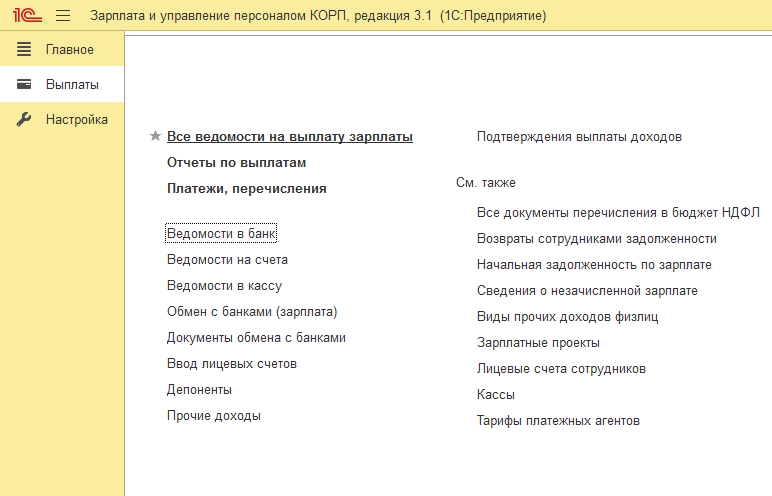 1С Зарплата и управление персоналом КОРП, редакция 3.1 (1С:Предприятие)
Главное
Выплаты
Настройка
Все ведомости на выплату зарплаты
Отчеты по выплатам
Платежи, перечисления
Ведомости в банк
Ведомости на счета
Ведомости в кассу
Обмен с банками (зарплата)
Документы обмена с банками
Ввод лицевых счетов
Депоненты
Прочие доходы
Подтверждения выплаты доходов
См. также
Все документы перечисления в бюджет НДФЛ
Возвраты сотрудниками задолженности
Начальная задолженность по зарплате
Сведения о незачисленной зарплате
Виды прочих доходов физлиц
Зарплатные проекты
Лицевые счета сотрудников
Кассы
Тарифы платежных агентов